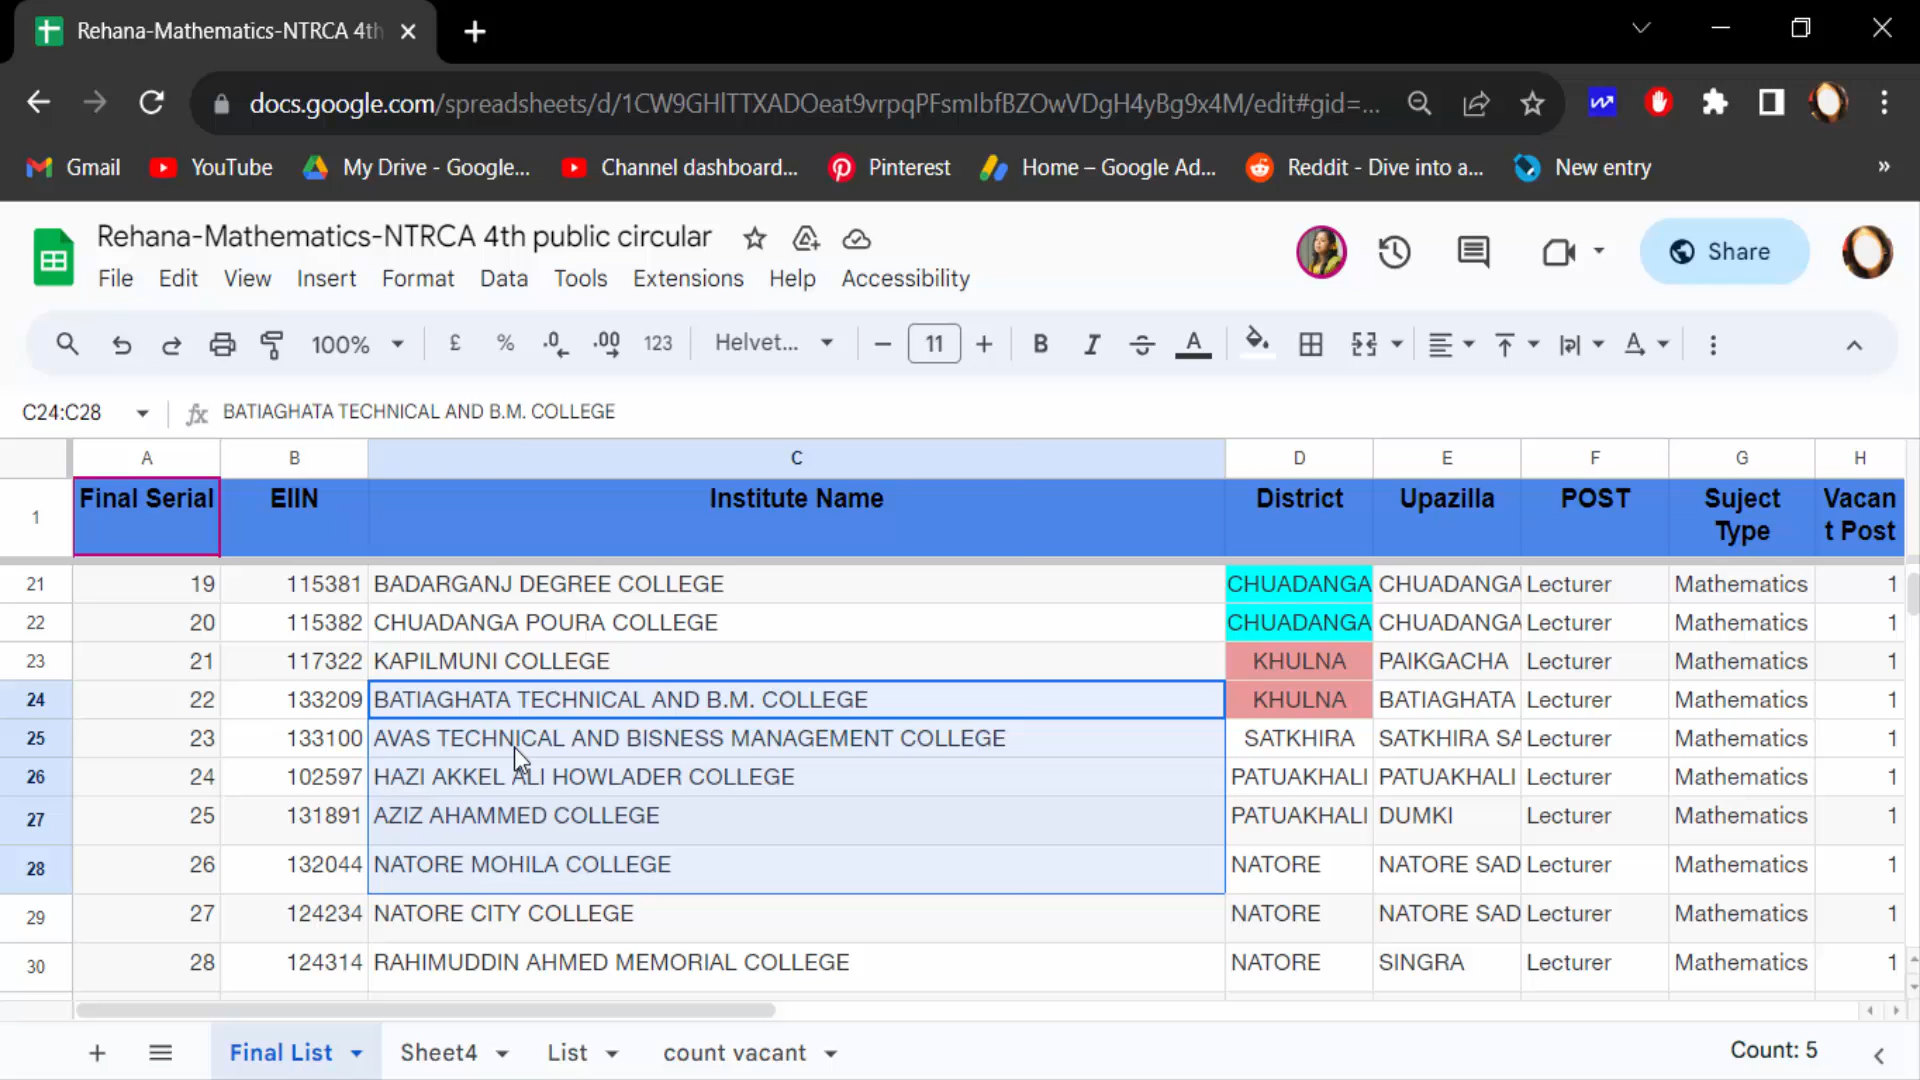 Rehana-Mathematics-NTRCA 4th
docs.google.com/spreadsheets/d/1CW9GHlTTXADOeat9vrpqPFsmIbfBZOwVDgH4yBg9x4M/edit#gid=...
Gmail YouTube My Drive - Google... Channel dashboard... Pinterest Home – Google Ad... Reddit - Dive into a... New entry »
Rehana-Mathematics-NTRCA 4th public circular
File Edit View Insert Format Data Tools Extensions Help Accessibility
Share
100% £ % .0 .00 123 Helvet... 11 B I A A
C24:C28 fx BATIAGHATA TECHNICAL AND B.M. COLLEGE
A B C D E F G H
1 Final Serial EIIN Institute Name District Upazilla POST Suject Type Vacan t Post
21 19 115381 BADARGANJ DEGREE COLLEGE CHUADANGA CHUADANGA Lecturer Mathematics 1
22 20 115382 CHUADANGA POURA COLLEGE CHUADANGA CHUADANGA Lecturer Mathematics 1
23 21 117322 KAPILMUNI COLLEGE KHULNA PAIKGACHA Lecturer Mathematics 1
24 22 133209 BATIAGHATA TECHNICAL AND B.M. COLLEGE KHULNA BATIAGHATA Lecturer Mathematics 1
25 23 133100 AVAS TECHNICAL AND BISNESS MANAGEMENT COLLEGE SATKHIRA SATKHIRA SA Lecturer Mathematics 1
26 24 102597 HAZI AKKEL ALI HOWLADER COLLEGE PATUAKHALI PATUAKHALI Lecturer Mathematics 1
27 25 131891 AZIZ AHAMMED COLLEGE PATUAKHALI DUMKI Lecturer Mathematics 1
28 26 132044 NATORE MOHILA COLLEGE NATORE NATORE SAD Lecturer Mathematics 1
29 27 124234 NATORE CITY COLLEGE NATORE NATORE SAD Lecturer Mathematics 1
30 28 124314 RAHIMUDDIN AHMED MEMORIAL COLLEGE NATORE SINGRA Lecturer Mathematics 1
Final List Sheet4 List count vacant Count: 5